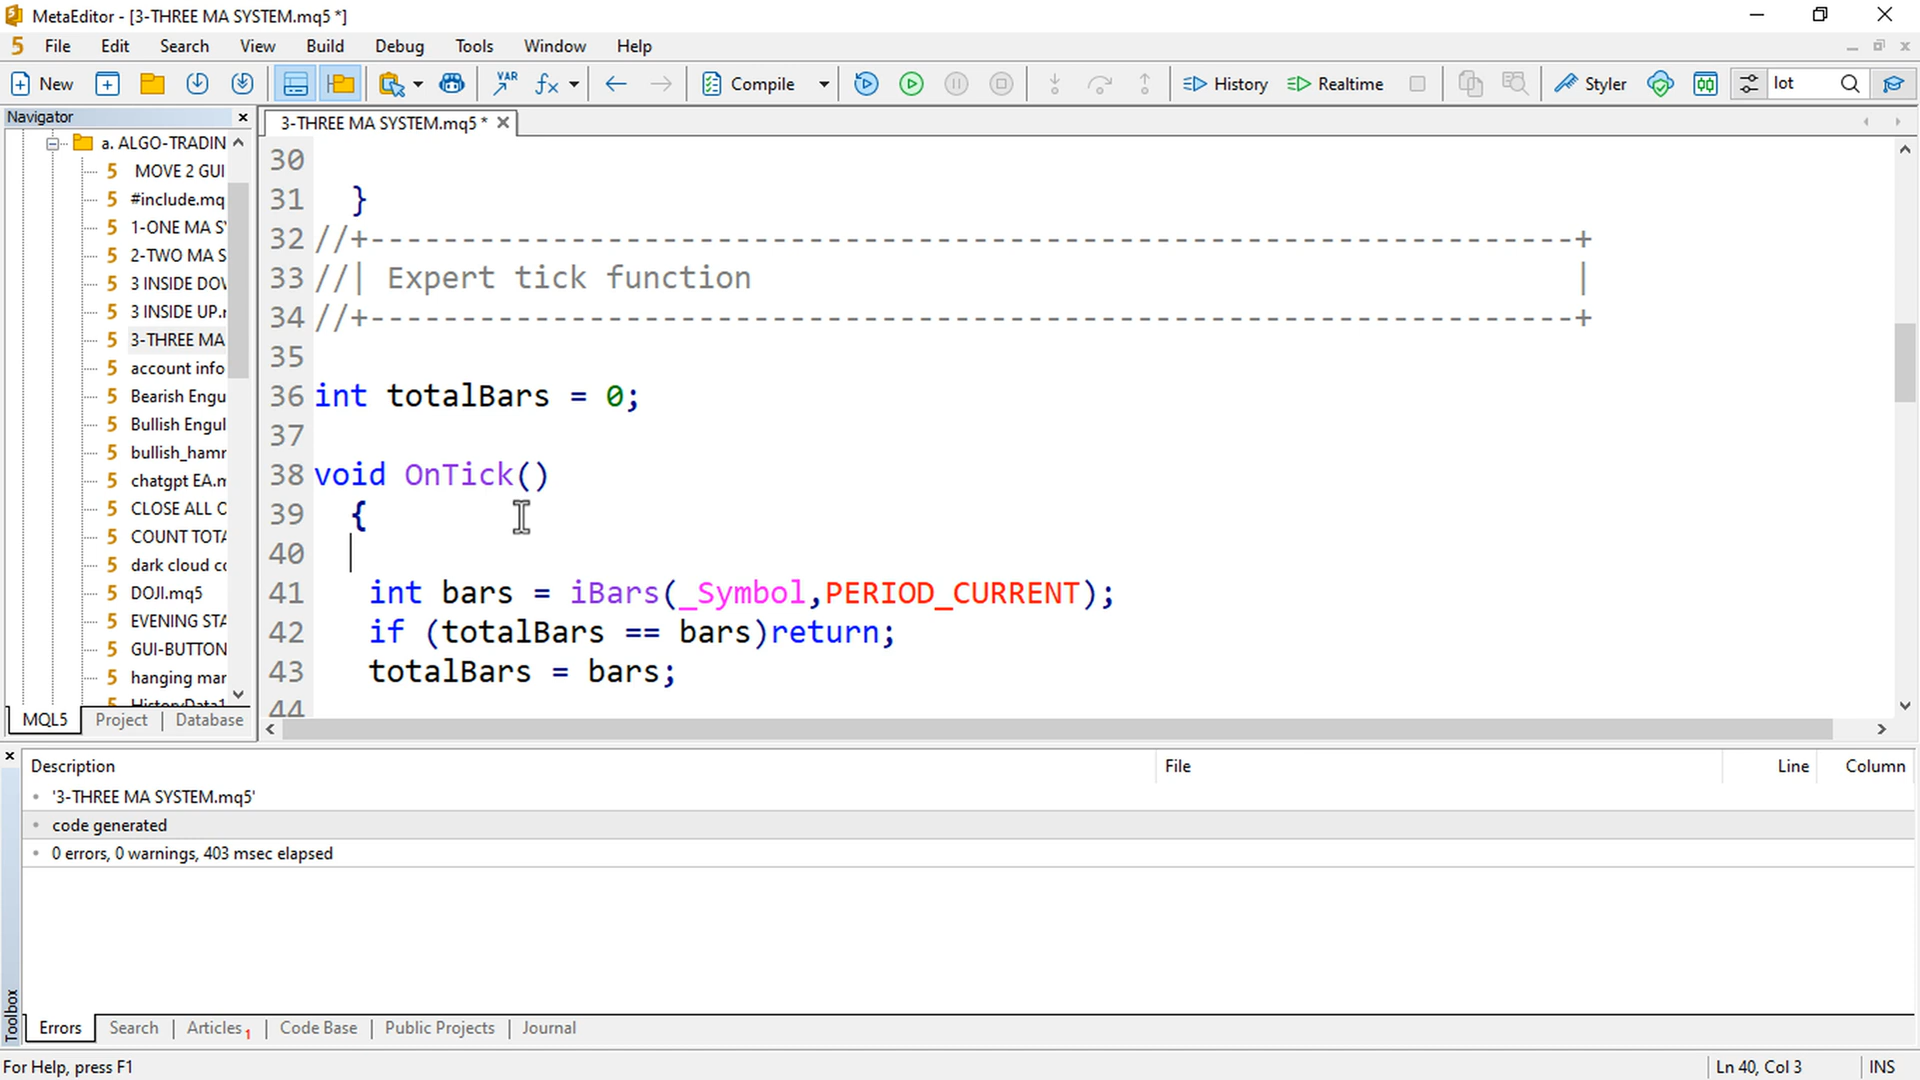 MetaEditor - [3-THREE MA SYSTEM.mq5 *]
File Edit Search View Build Debug Tools Window Help
New VAR Compile History Realtime Styler lot
Navigator
3-THREE MA SYSTEM.mq5 *
a. ALGO-TRADIN
MOVE 2 GUI
#include.mq
1-ONE MA S
2-TWO MA S
3 INSIDE DO
3 INSIDE UP.
3-THREE MA
account info
Bearish Engu
Bullish Engul
bullish_hamr
chatgpt EA.m
CLOSE ALL C
COUNT TOTA
dark cloud c
DOJI.mq5
EVENING STA
GUI-BUTTON
hanging mar
HistoryData1
MQL5 Project Database
30
31 }
32 //+------------------------------------------------------------------+
33 //| Expert tick function |
34 //+------------------------------------------------------------------+
35
36 int totalBars = 0;
37
38 void OnTick()
39 {
40
41 int bars = iBars(_Symbol,PERIOD_CURRENT);
42 if (totalBars == bars)return;
43 totalBars = bars;
44
Description File Line Column
'3-THREE MA SYSTEM.mq5'
code generated
0 errors, 0 warnings, 403 msec elapsed
Toolbox
Errors Search Articles 1 Code Base Public Projects Journal
For Help, press F1 Ln 40, Col 3 INS